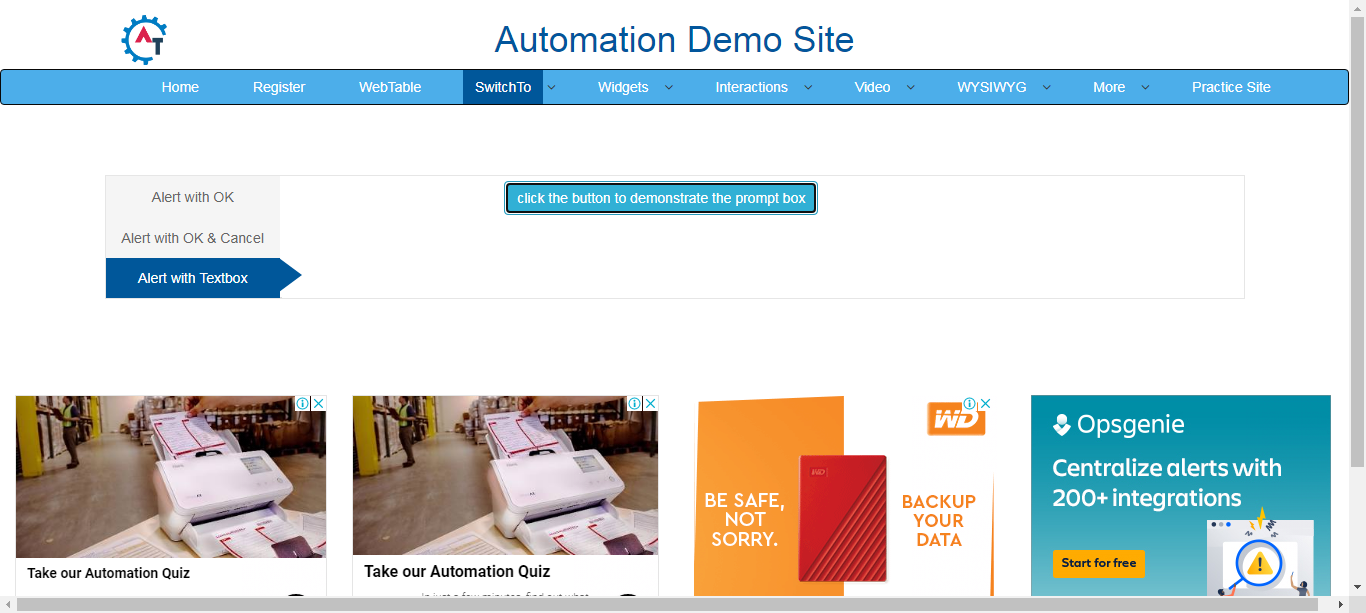 AT
Automation Demo Site
Home Register WebTable SwitchTo Widgets Interactions Video WYSIWYG More Practice Site
Alert with OK
click the button to demonstrate the prompt box
Alert with OK & Cancel
Alert with Textbox
Take our Automation Quiz
Take our Automation Quiz
WD
WD
BE SAFE,
NOT
SORRY.
BACKUP
YOUR
DATA
Opsgenie
Centralize alerts with
200+ integrations
Start for free